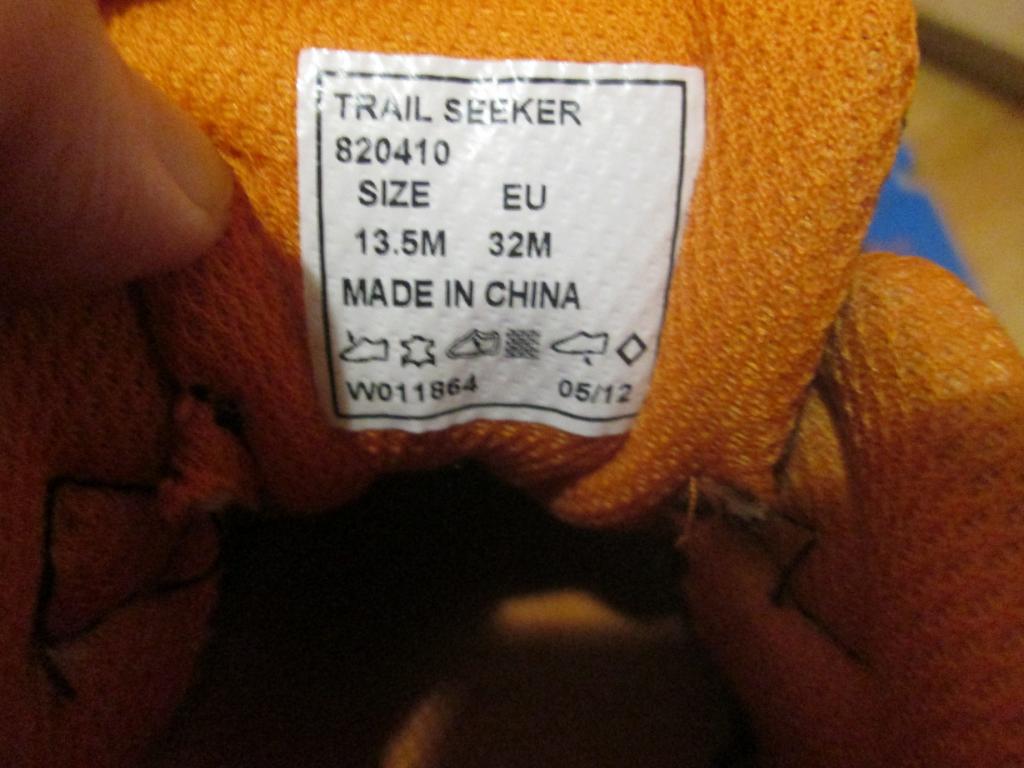 TRAIL SEEKER
820410
SIZE EU
13.5M 32M
MADE IN CHINA
W011864 05/12